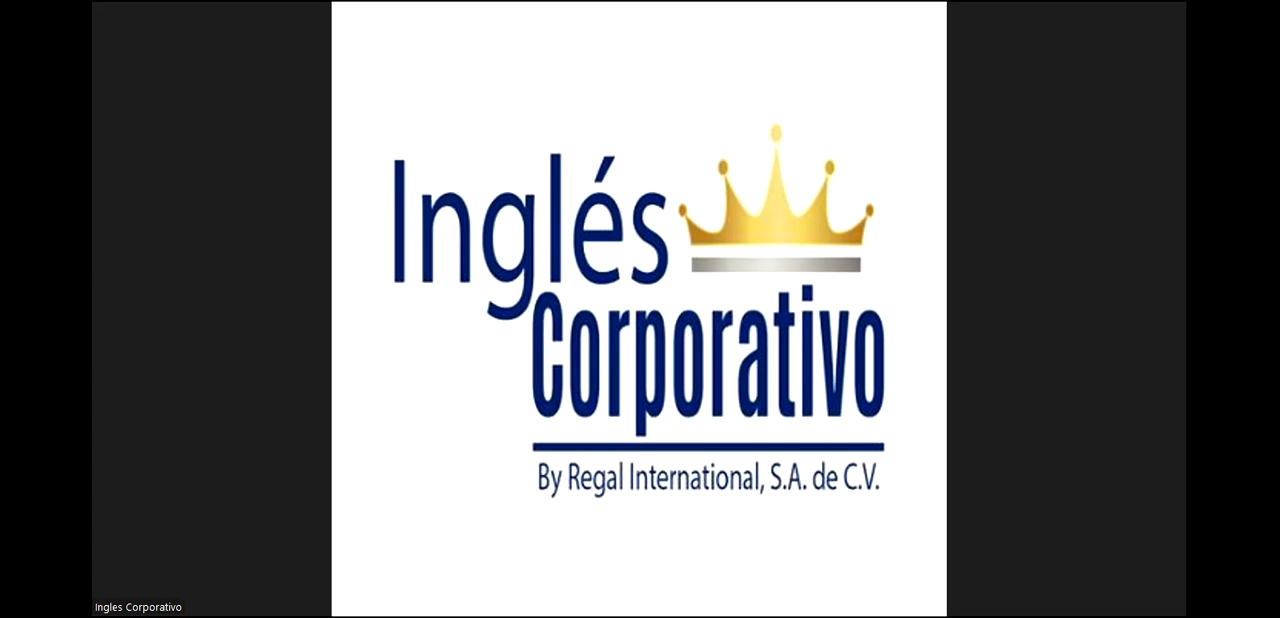 Inglés
Corporativo
By Regal International, S.A. de C.V.
Ingles Corporativo